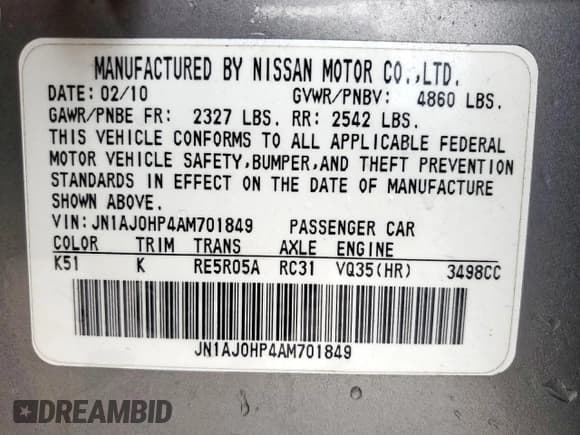 MANUFACTURED BY NISSAN MOTOR CO.,LTD.
DATE: 02/10 GVWR/PNBV: 4860 LBS.
GAWR/PNBE FR: 2327 LBS. RR: 2542 LBS.
THIS VEHICLE CONFORMS TO ALL APPLICABLE FEDERAL
MOTOR VEHICLE SAFETY,BUMPER,AND THEFT PREVENTION
STANDARDS IN EFFECT ON THE DATE OF MANUFACTURE
SHOWN ABOVE.
VIN: JN1AJ0HP4AM701849 PASSENGER CAR
COLOR TRIM TRANS AXLE ENGINE
K51 K RE5R05A RC31 VQ35(HR) 3498CC
JN1AJ0HP4AM701849
DREAMBID